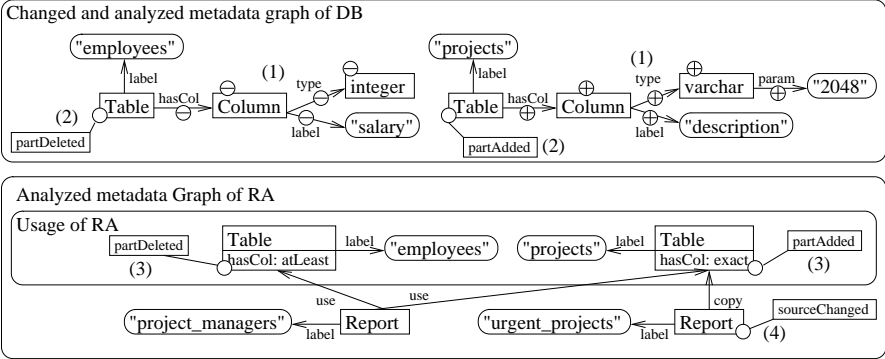 Changed and analyzed metadata graph of DB
"employees" (1) "projects" (1)
label type integer label type varchar param "2048"
(2) Table hasCol Column Table hasCol Column
label "salary" label "description"
partDeleted partAdded (2)
Analyzed metadata Graph of RA
Usage of RA
partDeleted Table label "employees" "projects" label Table partAdded
(3) hasCol: atLeast hasCol: exact (3)
use use copy sourceChanged
"project_managers" label Report "urgent_projects" label Report (4)